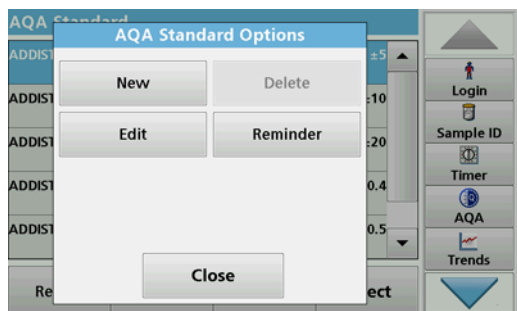 AQA Standard
AQA Standard Options
ADDIST ±5
New Delete
ADDIST :10
Edit Reminder
ADDIST :20
ADDIST 0.4
ADDIST 0.5
Close
Re ect
Login
Sample ID
Timer
AQA
Trends